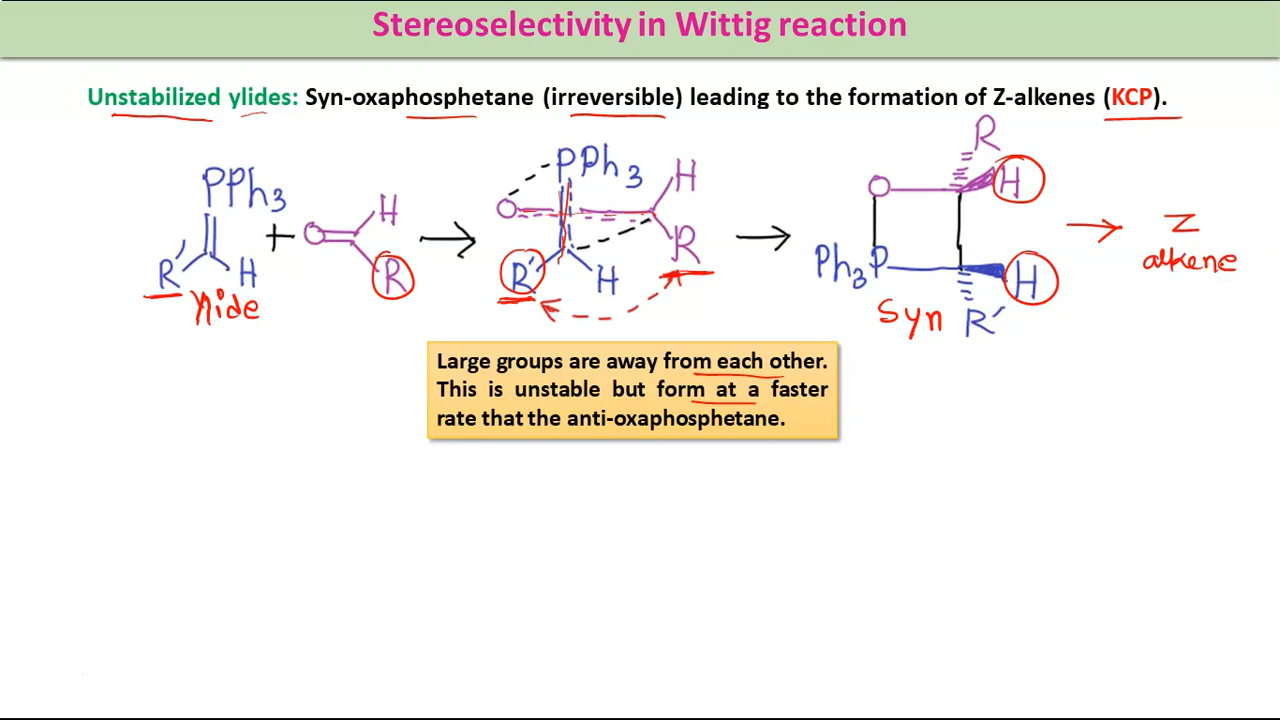 Stereoselectivity in Wittig reaction
Unstabilized ylides: Syn-oxaphosphetane (irreversible) leading to the formation of Z-alkenes (KCP).
PPh3
R' H
ylide
+
O H
R
PPh3
O H
R
R' H
O R
H
Ph3P H
R'
Syn
Z
alkene
Large groups are away from each other.
This is unstable but form at a faster
rate that the anti-oxaphosphetane.